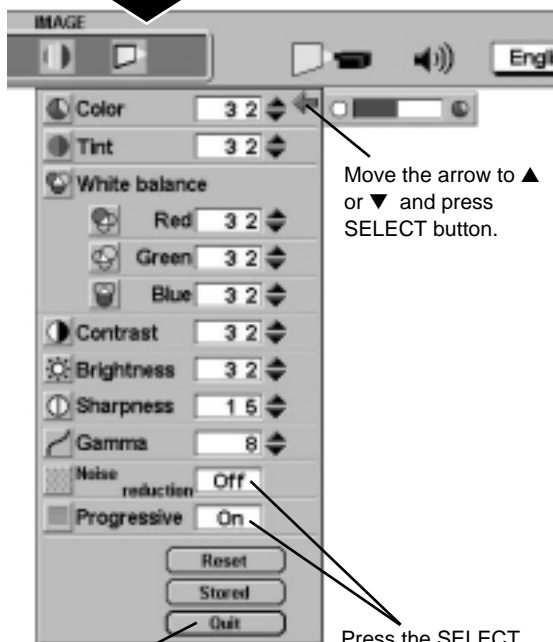 IMAGE
Engli
Color 3 2
Tint 3 2
White balance
Red 3 2
Green 3 2
Blue 3 2
Contrast 3 2
Brightness 3 2
Sharpness 1 5
Gamma 8
Noise reduction Off
Progressive On
Reset
Stored
Quit
Move the arrow to ▲
or ▼ and press
SELECT button.
Press the SELECT